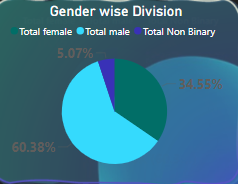 Gender wise Division
Total female Total male Total Non Binary
5.07%
34.55%
60.38%